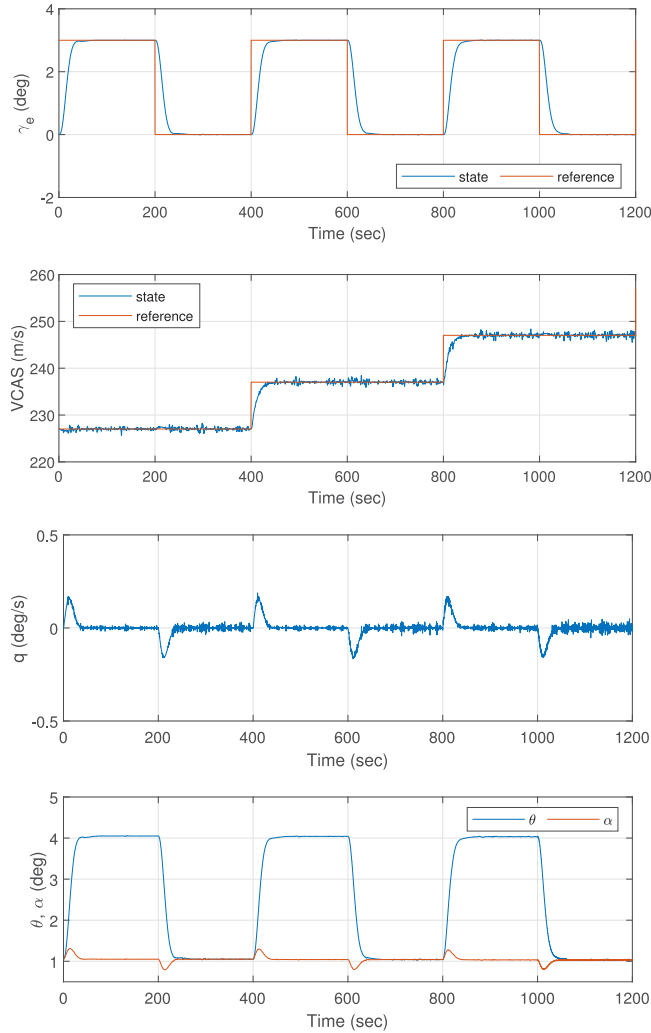 4
2
0
-2
γe (deg)
state reference
0 200 400 600 800 1000 1200
Time (sec)
260
250
240
230
220
VCAS (m/s)
state
reference
0 200 400 600 800 1000 1200
Time (sec)
0.5
0
-0.5
q (deg/s)
0 200 400 600 800 1000 1200
Time (sec)
5
4
3
2
1
θ, α (deg)
θ α
0 200 400 600 800 1000 1200
Time (sec)